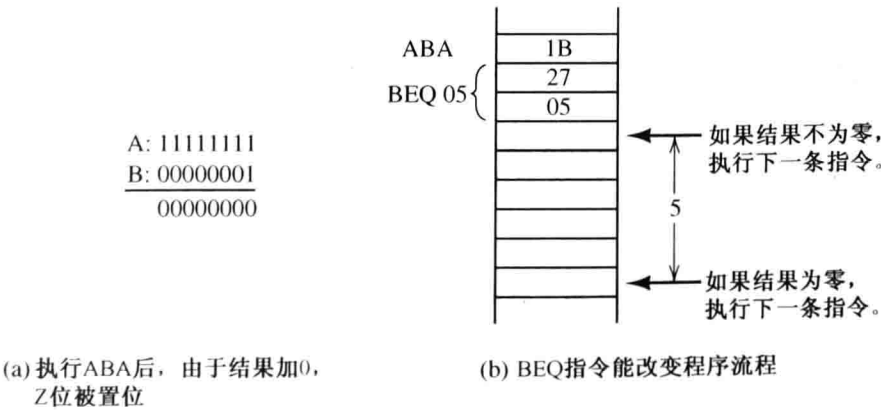 A: 11111111
B: 00000001
00000000
(a) 执行ABA后，由于结果加0，
Z位被置位
ABA
1B
BEQ 05
27
05
如果结果不为零，
执行下一条指令。
5
如果结果为零，
执行下一条指令。
(b) BEQ指令能改变程序流程